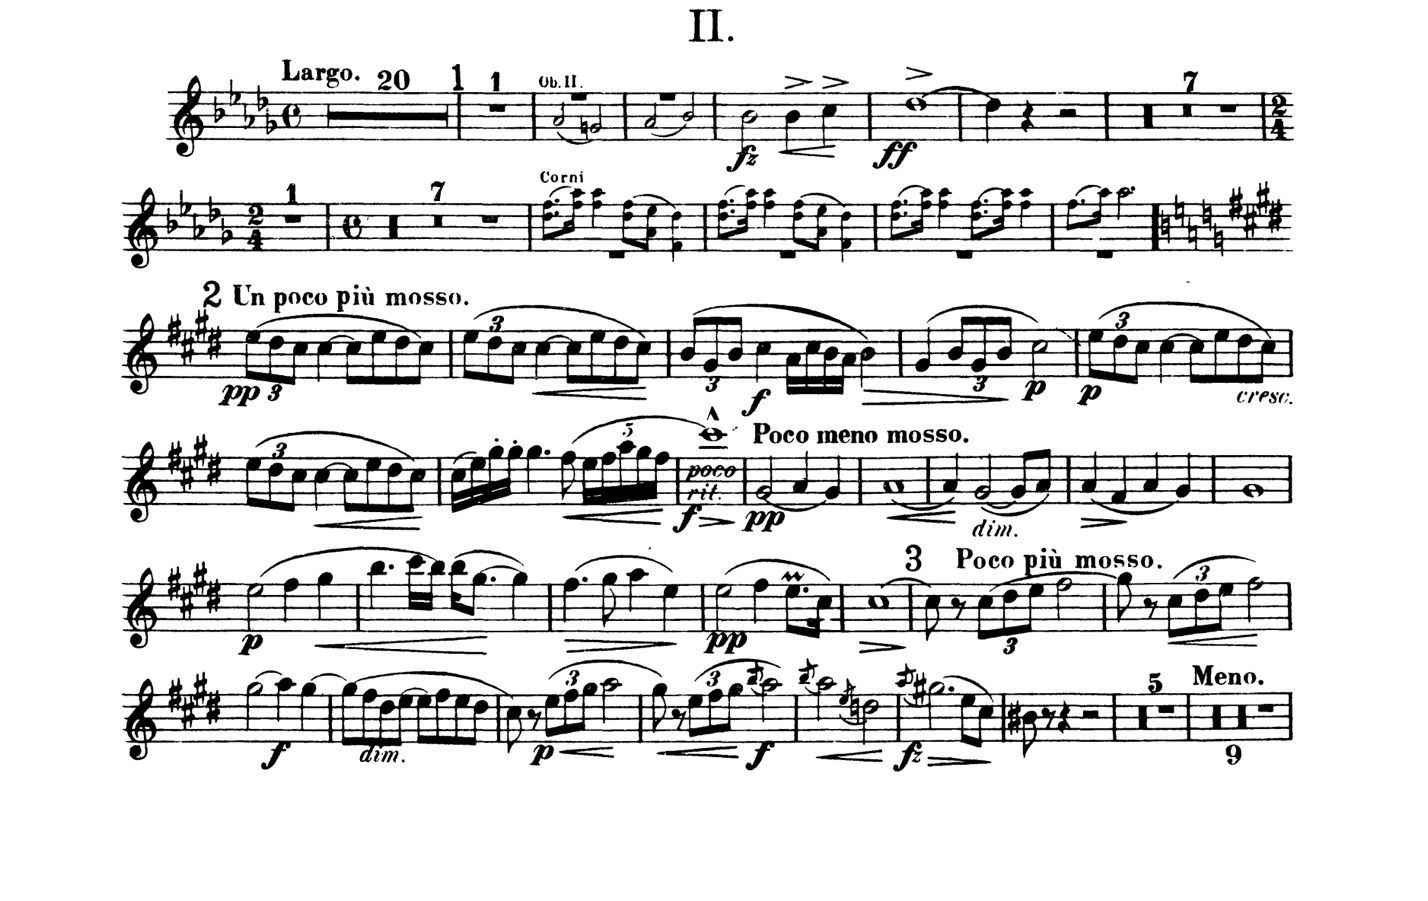 II.
Largo. 20 1 1 Ob. II. 7
fz ff
1 7 Corni
2 Un poco più mosso.
3 3 3 3 3
pp f p p cresc.
Poco meno mosso.
3 5 poco rit.
f pp dim.
3 Poco più mosso.
p pp 3 3
Meno.
3 3 5
f dim. p f fz 9